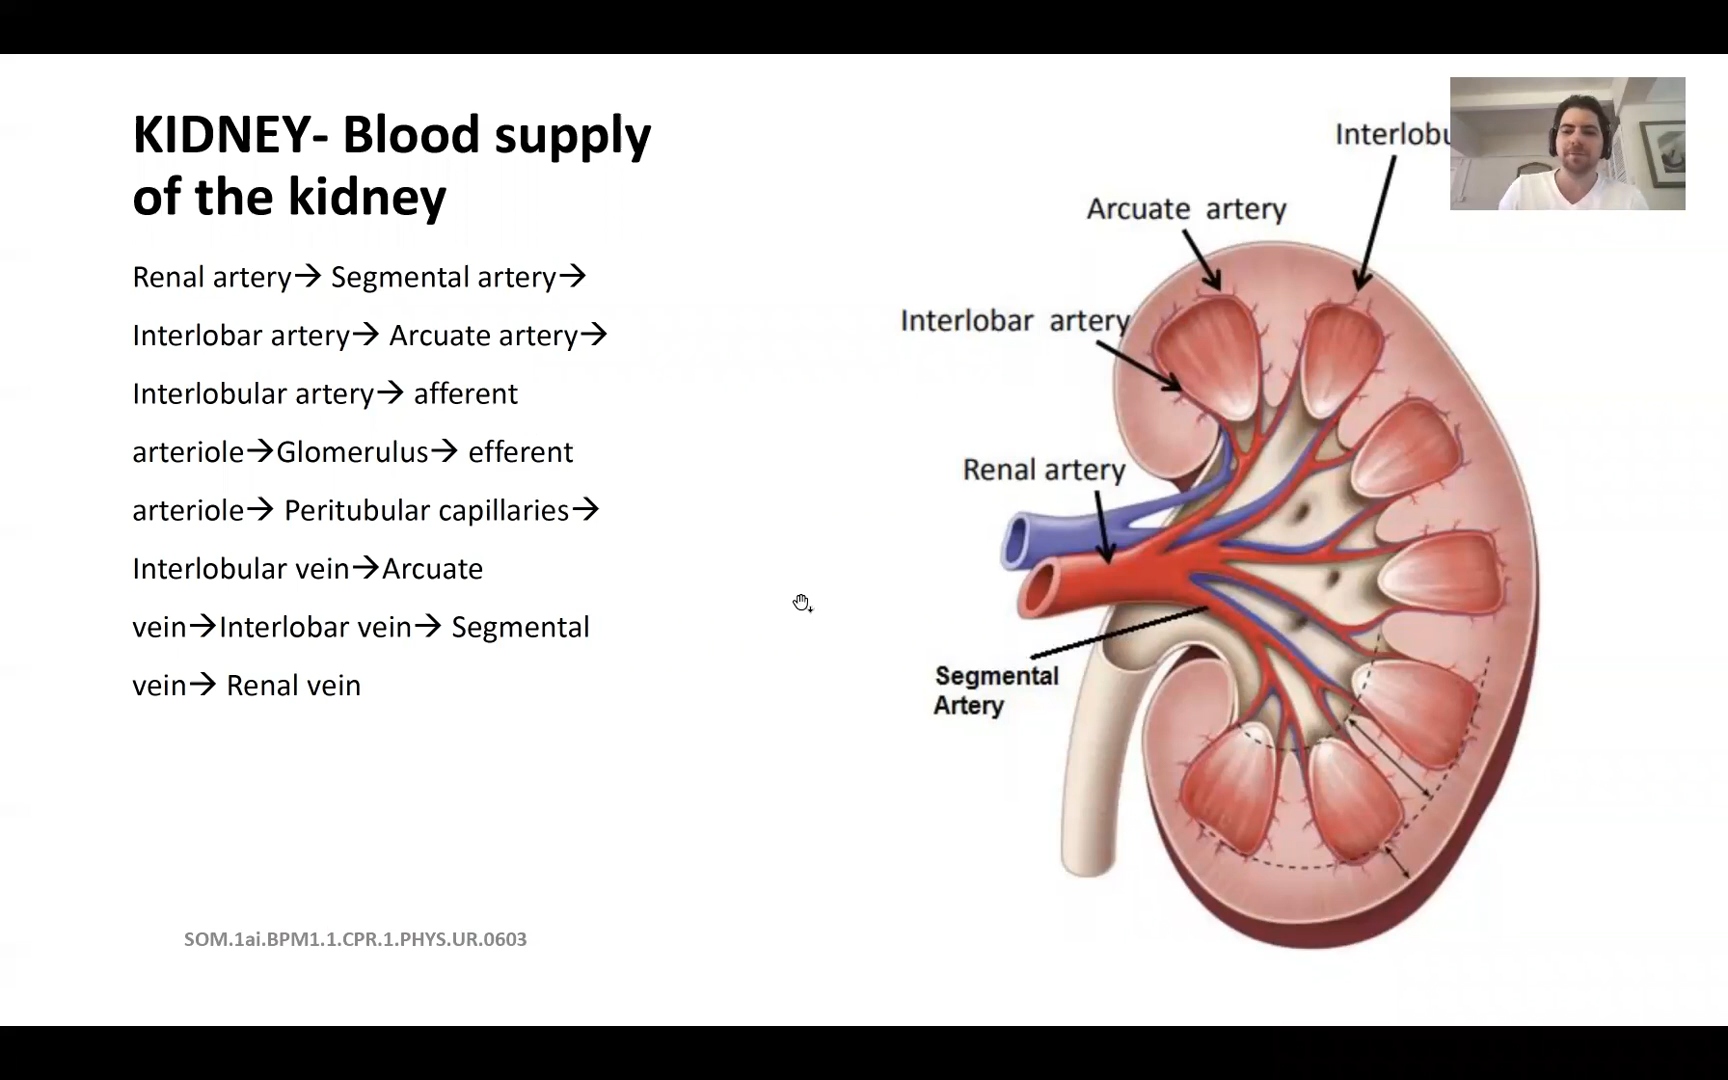 KIDNEY- Blood supply
of the kidney
Renal artery→ Segmental artery→
Interlobar artery→ Arcuate artery→
Interlobular artery→ afferent
arteriole→Glomerulus→ efferent
arteriole→ Peritubular capillaries→
Interlobular vein→Arcuate
vein→Interlobar vein→ Segmental
vein→ Renal vein
SOM.1ai.BPM1.1.CPR.1.PHYS.UR.0603
Arcuate artery
Interlobar artery
Renal artery
Segmental
Artery